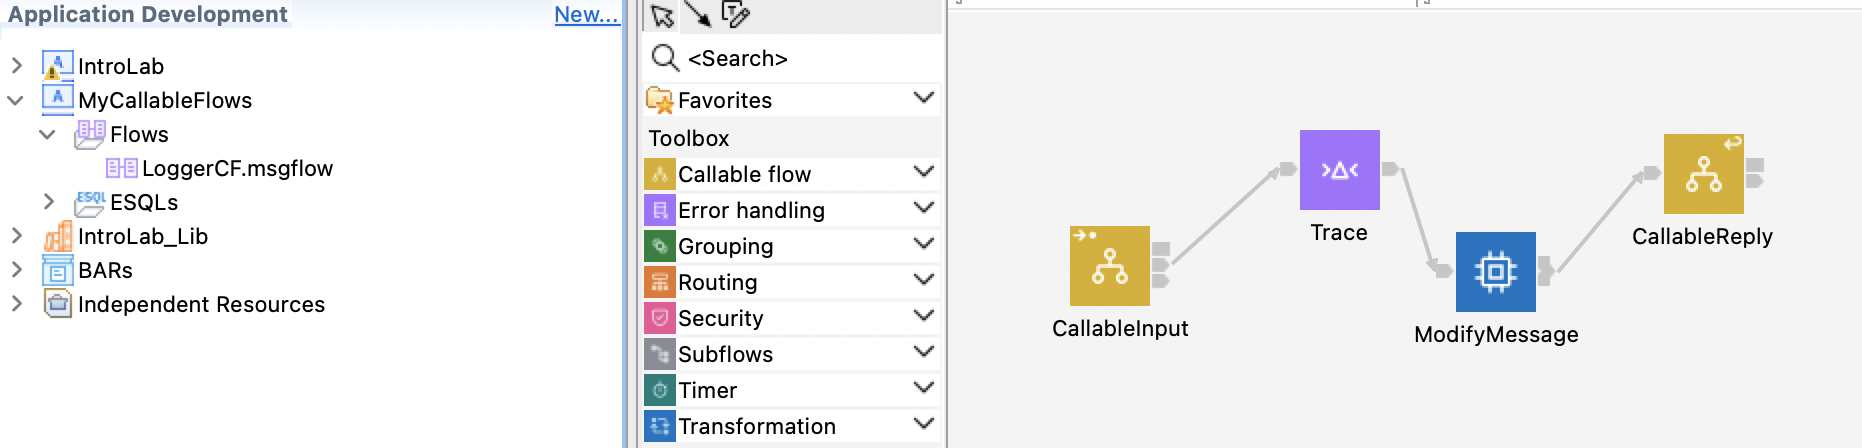 Application Development
New...
IntroLab
MyCallableFlows
Flows
LoggerCF.msgflow
ESQL ESQLs
IntroLab_Lib
BARs
Independent Resources
<Search>
Favorites
Toolbox
Callable flow
Error handling
Grouping
Routing
Security
Subflows
Timer
Transformation
CallableInput
Trace
ModifyMessage
CallableReply